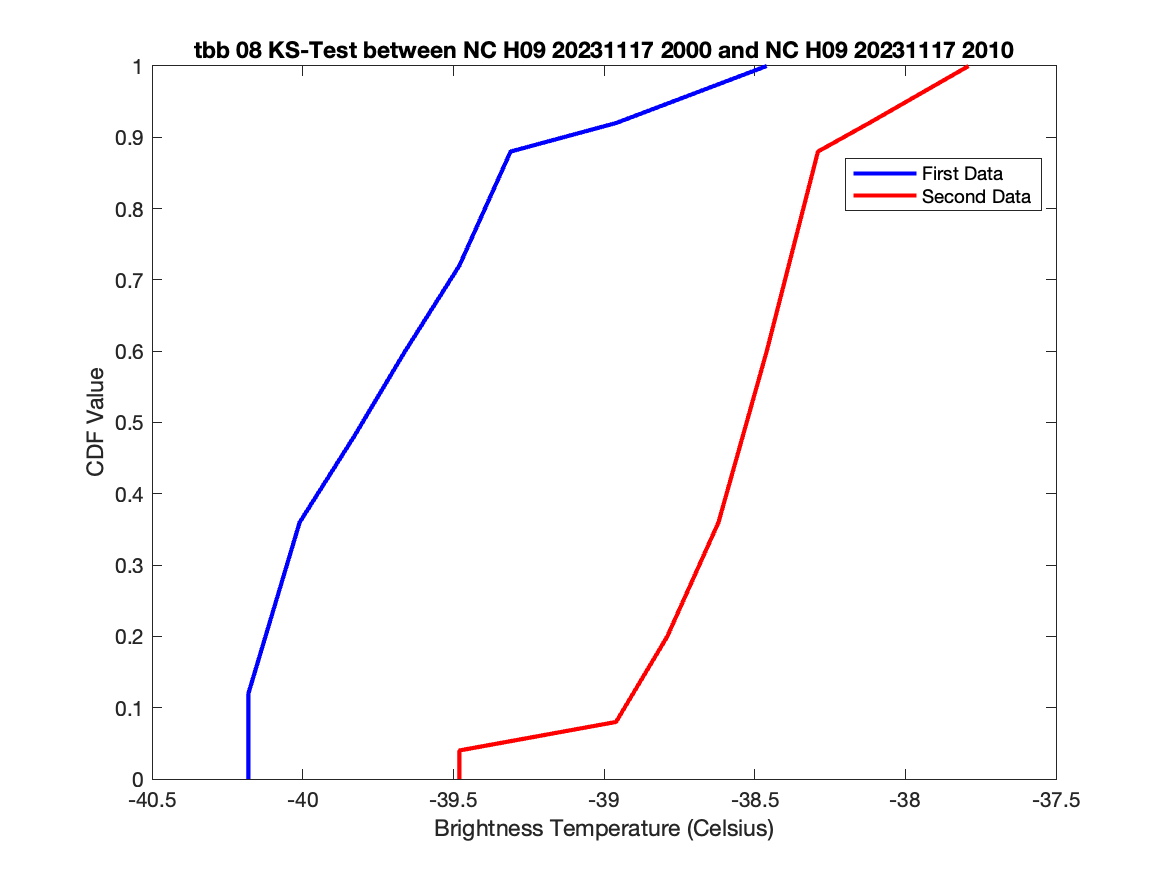 tbb 08 KS-Test between NC H09 20231117 2000 and NC H09 20231117 2010
1
0.9
0.8
0.7
0.6
0.5
0.4
0.3
0.2
0.1
0
CDF Value
First Data
Second Data
-40.5 -40 -39.5 -39 -38.5 -38 -37.5
Brightness Temperature (Celsius)